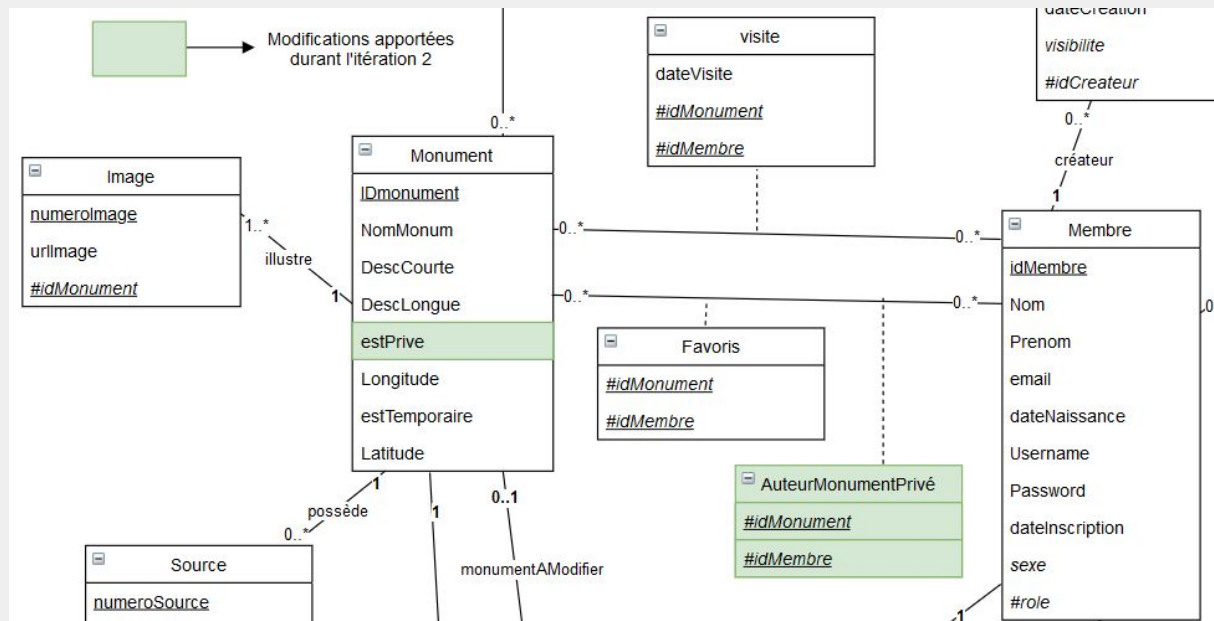 Modifications apportées
durant l'itération 2
visite
dateVisite
#idMonument
#idMembre
dateCreation
visibilite
#idCreateur
0..*
créateur
1
0..*
Image
numeroImage
urlImage
#idMonument
1..*
illustre
1
Monument
IDmonument
NomMonum
DescCourte
DescLongue
estPrive
Longitude
estTemporaire
Latitude
0..*
0..*
0..*
0..*
Favoris
#idMonument
#idMembre
AuteurMonumentPrivé
#idMonument
#idMembre
Membre
idMembre
Nom
Prenom
email
dateNaissance
Username
Password
dateInscription
sexe
#role
0
1
1
possède
0..*
1
0..1
monumentAModifier
Source
numeroSource